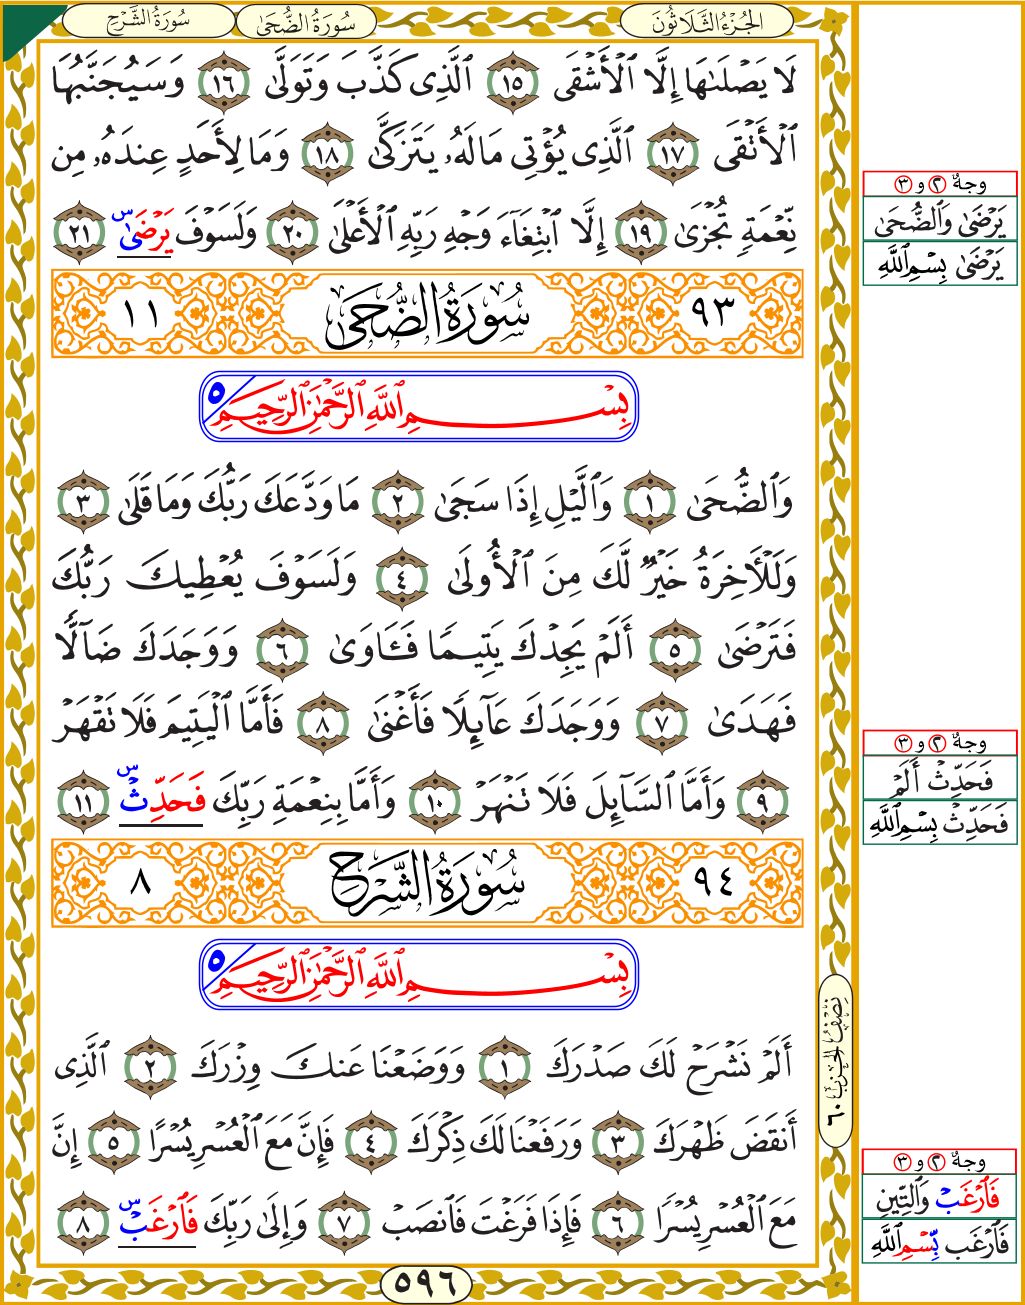 الجُزْءُ الثَّلَاثُونَ
سُورَةُ الضُّحَىٰ
سُورَةُ الشَّرْحِ
لَا يَصْلَىٰهَا إِلَّا ٱلْأَشْقَى ١٥ ٱلَّذِى كَذَّبَ وَتَوَلَّىٰ ١٦ وَسَيُجَنَّبُهَا
ٱلْأَتْقَى ١٧ ٱلَّذِى يُؤْتِى مَالَهُۥ يَتَزَكَّىٰ ١٨ وَمَا لِأَحَدٍ عِندَهُۥ مِن
نِّعْمَةٍ تُجْزَىٰ ١٩ إِلَّا ٱبْتِغَآءَ وَجْهِ رَبِّهِ ٱلْأَعْلَىٰ ٢٠ وَلَسَوْفَ يَرْضَىٰ س ٢١
٩٣ سُورَةُ الضُّحَىٰ ١١
بِسْمِ ٱللَّهِ ٱلرَّحْمَٰنِ ٱلرَّحِيمِ ٥
وَٱلضُّحَىٰ ١ وَٱلَّيْلِ إِذَا سَجَىٰ ٢ مَا وَدَّعَكَ رَبُّكَ وَمَا قَلَىٰ ٣
وَلَلْأَخِرَةُ خَيْرٌ لَّكَ مِنَ ٱلْأُولَىٰ ٤ وَلَسَوْفَ يُعْطِيكَ رَبُّكَ
فَتَرْضَىٰ ٥ أَلَمْ يَجِدْكَ يَتِيمًا فَـَٔاوَىٰ ٦ وَوَجَدَكَ ضَآلًّا
فَهَدَىٰ ٧ وَوَجَدَكَ عَآئِلًا فَأَغْنَىٰ ٨ فَأَمَّا ٱلْيَتِيمَ فَلَا تَقْهَرْ
٩ وَأَمَّا ٱلسَّآئِلَ فَلَا تَنْهَرْ ١٠ وَأَمَّا بِنِعْمَةِ رَبِّكَ فَحَدِّثْ س ١١
٩٤ سُورَةُ الشَّرْحِ ٨
بِسْمِ ٱللَّهِ ٱلرَّحْمَٰنِ ٱلرَّحِيمِ ٥
أَلَمْ نَشْرَحْ لَكَ صَدْرَكَ ١ وَوَضَعْنَا عَنكَ وِزْرَكَ ٢ ٱلَّذِى
أَنقَضَ ظَهْرَكَ ٣ وَرَفَعْنَا لَكَ ذِكْرَكَ ٤ فَإِنَّ مَعَ ٱلْعُسْرِ يُسْرًا ٥ إِنَّ
مَعَ ٱلْعُسْرِ يُسْرًا ٦ فَإِذَا فَرَغْتَ فَٱنصَبْ ٧ وَإِلَىٰ رَبِّكَ فَٱرْغَبْ س ٨
٥٩٦
نِصْفُ الحِزْبِ ٦٠
وجهٌ ٢ و ٣
يَرْضَىٰ وَٱلضُّحَىٰ
يَرْضَىٰ بِسْمِ ٱللَّهِ
وجهٌ ٢ و ٣
فَحَدِّثْ أَلَمْ
فَحَدِّثْ بِسْمِ ٱللَّهِ
وجهٌ ٢ و ٣
فَٱرْغَبْ وَٱلتِّينِ
فَٱرْغَب بِّسْمِ ٱللَّهِ